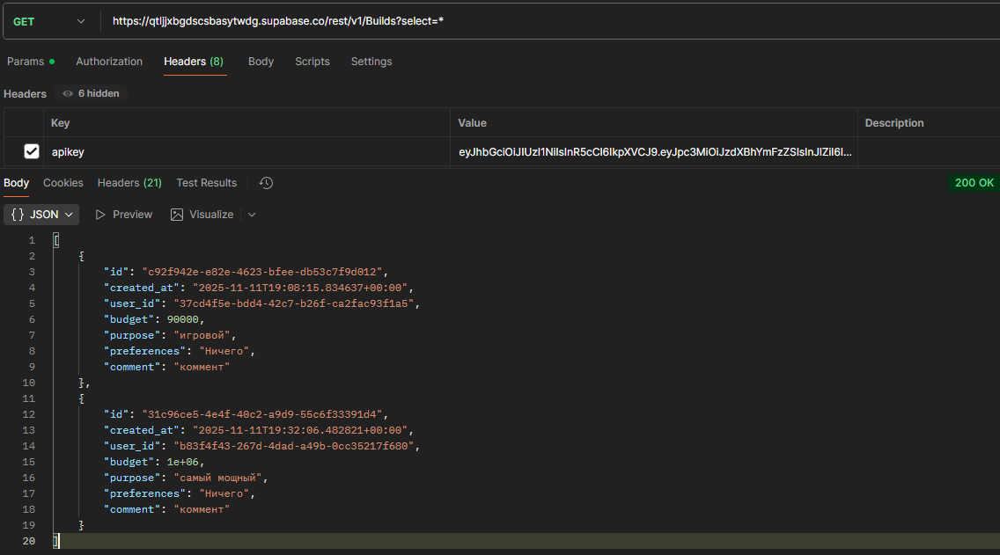 GET https://qtljjxbgdscsbasytwdg.supabase.co/rest/v1/Builds?select=*
Params Authorization Headers (8) Body Scripts Settings
Headers 6 hidden
Key Value Description
apikey eyJhbGciOiJIUzI1NiIsInR5cCI6IkpXVCJ9.eyJpc3MiOiJzdXBhYmFzZSIsInJlZiI6I...
Body Cookies Headers (21) Test Results 200 OK
{} JSON Preview Visualize
1 [
2 {
3 "id": "c92f942e-e82e-4623-bfee-db53c7f9d012",
4 "created_at": "2025-11-11T19:08:15.834637+00:00",
5 "user_id": "37cd4f5e-bdd4-42c7-b26f-ca2fac93f1a5",
6 "budget": 90000,
7 "purpose": "игровой",
8 "preferences": "Ничего",
9 "comment": "коммент"
10 },
11 {
12 "id": "31c96ce5-4e4f-40c2-a9d9-55c6f33391d4",
13 "created_at": "2025-11-11T19:32:06.482821+00:00",
14 "user_id": "b83f4f43-267d-4dad-a49b-0cc35217f680",
15 "budget": 1e+06,
16 "purpose": "самый мощный",
17 "preferences": "Ничего",
18 "comment": "коммент"
19 }
20 ]